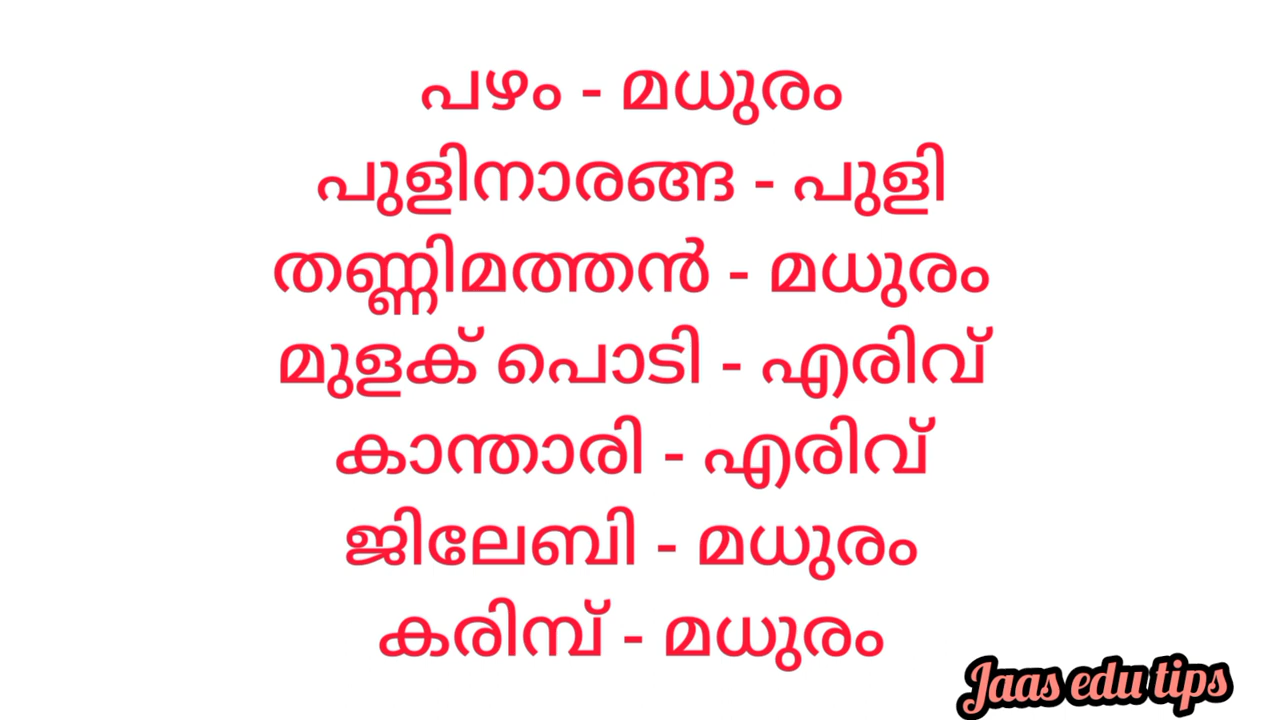 പഴം - മധുരം
പുളിനാരങ്ങ - പുളി
തണ്ണിമത്തൻ - മധുരം
മുളക് പൊടി - എരിവ്
കാന്താരി - എരിവ്
ജിലേബി - മധുരം
കരിമ്പ് - മധുരം
Jaas edu tips